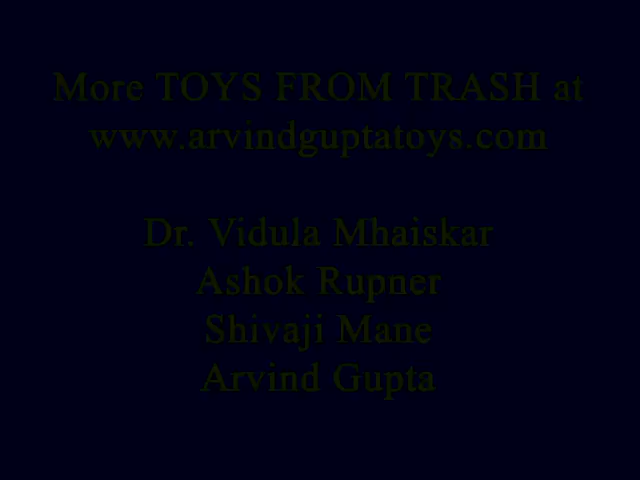 More TOYS FROM TRASH at
www.arvindguptatoys.com
Dr. Vidula Mhaiskar
Ashok Rupner
Shivaji Mane
Arvind Gupta